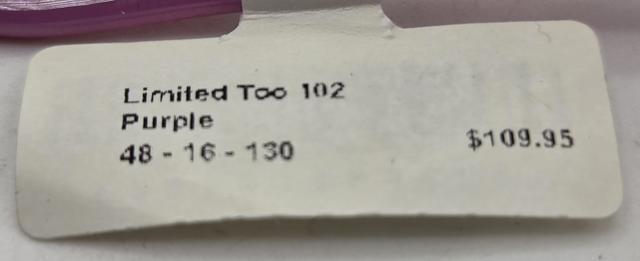 Limited Too 102
Purple
48 - 16 - 130
$109.95